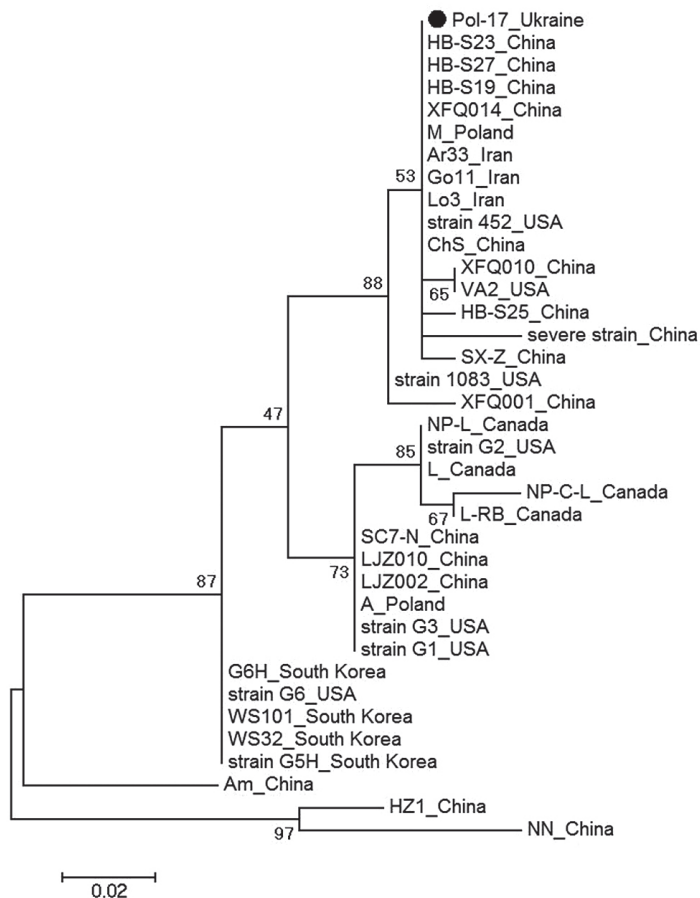 Pol-17_Ukraine
HB-S23_China
HB-S27_China
HB-S19_China
XFQ014_China
M_Poland
Ar33_Iran
53
Go11_Iran
Lo3_Iran
strain 452_USA
ChS_China
XFQ010_China
88
65
VA2_USA
HB-S25_China
severe strain_China
SX-Z_China
strain 1083_USA
XFQ001_China
47
NP-L_Canada
strain G2_USA
85
L_Canada
NP-C-L_Canada
67
L-RB_Canada
SC7-N_China
LJZ010_China
73
LJZ002_China
87
A_Poland
strain G3_USA
strain G1_USA
G6H_South Korea
strain G6_USA
WS101_South Korea
WS32_South Korea
strain G5H_South Korea
Am_China
HZ1_China
97
NN_China
0.02